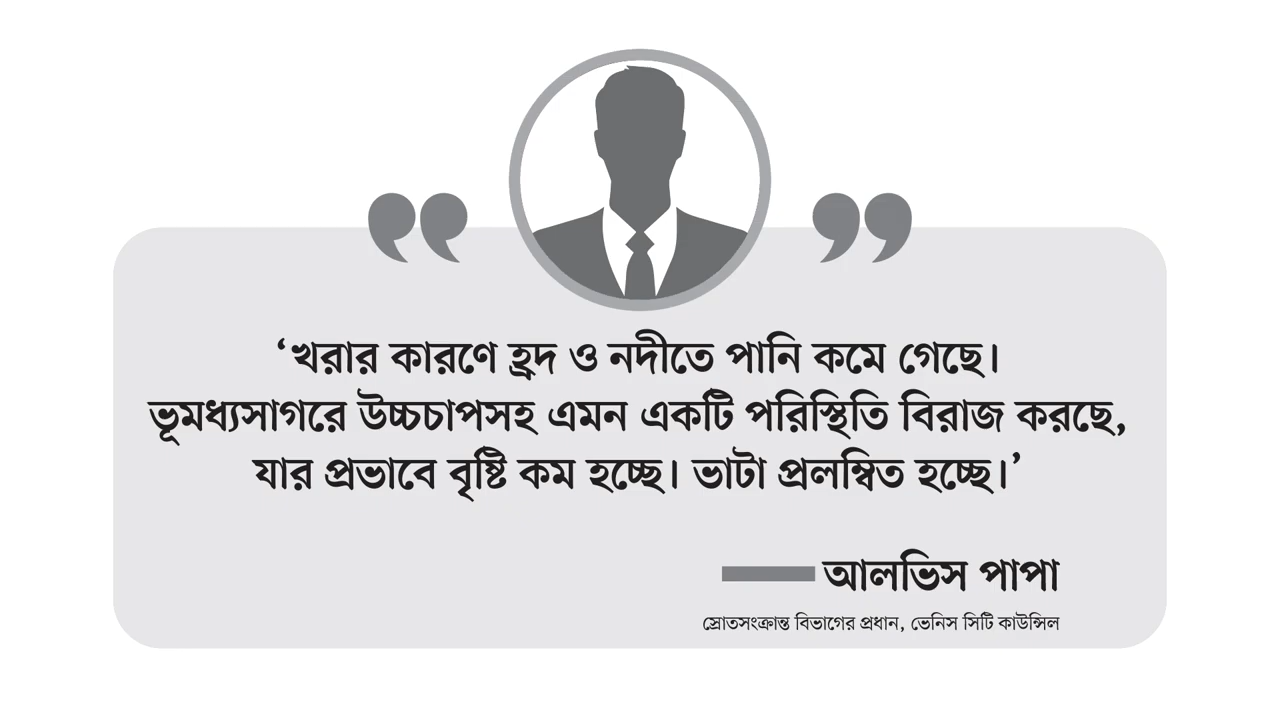 ‘খরার কারণে হ্রদ ও নদীতে পানি কমে গেছে।
ভূমধ্যসাগরে উচ্চচাপসহ এমন একটি পরিস্থিতি বিরাজ করছে,
যার প্রভাবে বৃষ্টি কম হচ্ছে। ভাটা প্রলম্বিত হচ্ছে।’
আলভিস পাপা
স্রোতসংক্রান্ত বিভাগের প্রধান, ভেনিস সিটি কাউন্সিল